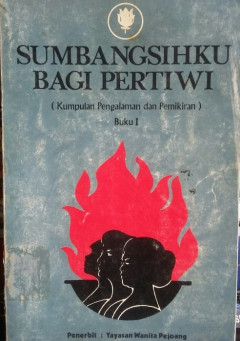 SUMBANGSIHKU
BAGI PERTIWI
( Kumpulan Pengalaman dan Pemikiran )
Buku I
Penerbit : Yayasan Wanita Pejoang